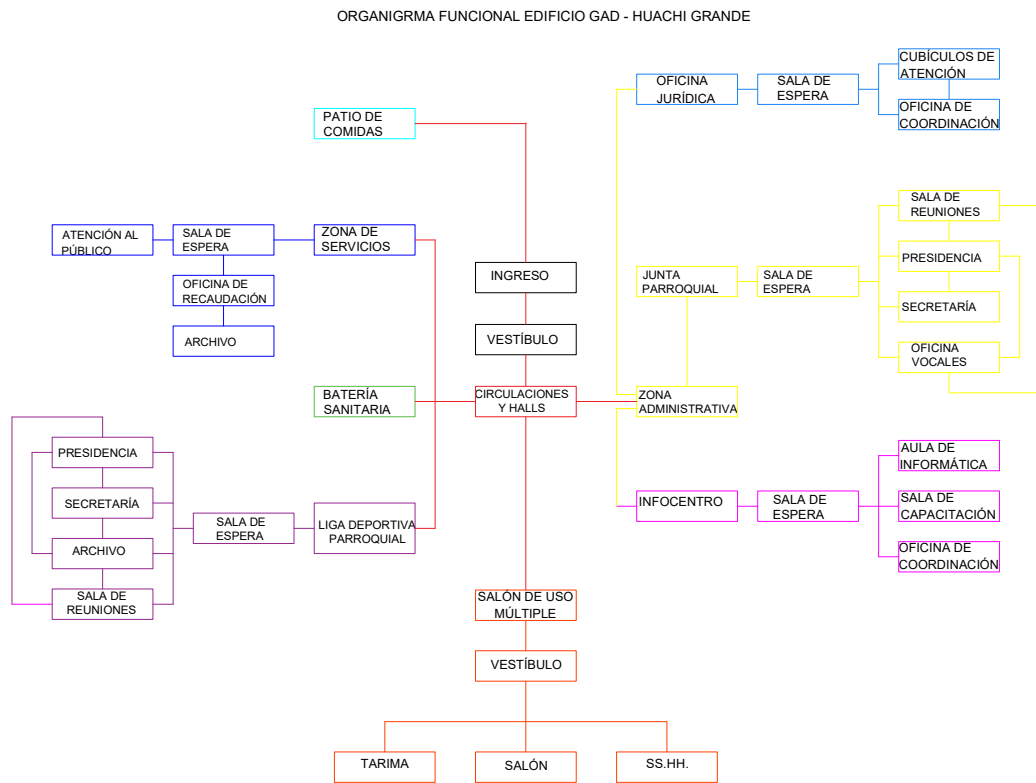 ORGANIGRMA FUNCIONAL EDIFICIO GAD - HUACHI GRANDE
PATIO DE
COMIDAS
ATENCIÓN AL
PÚBLICO
SALA DE
ESPERA
ZONA DE
SERVICIOS
OFICINA DE
RECAUDACIÓN
ARCHIVO
INGRESO
VESTÍBULO
BATERÍA
SANITARIA
CIRCULACIONES
Y HALLS
ZONA
ADMINISTRATIVA
OFICINA
JURÍDICA
SALA DE
ESPERA
CUBÍCULOS DE
ATENCIÓN
OFICINA DE
COORDINACIÓN
JUNTA
PARROQUIAL
SALA DE
ESPERA
SALA DE
REUNIONES
PRESIDENCIA
SECRETARÍA
OFICINA
VOCALES
INFOCENTRO
SALA DE
ESPERA
AULA DE
INFORMÁTICA
SALA DE
CAPACITACIÓN
OFICINA DE
COORDINACIÓN
PRESIDENCIA
SECRETARÍA
ARCHIVO
SALA DE
REUNIONES
SALA DE
ESPERA
LIGA DEPORTIVA
PARROQUIAL
SALÓN DE USO
MÚLTIPLE
VESTÍBULO
TARIMA
SALÓN
SS.HH.